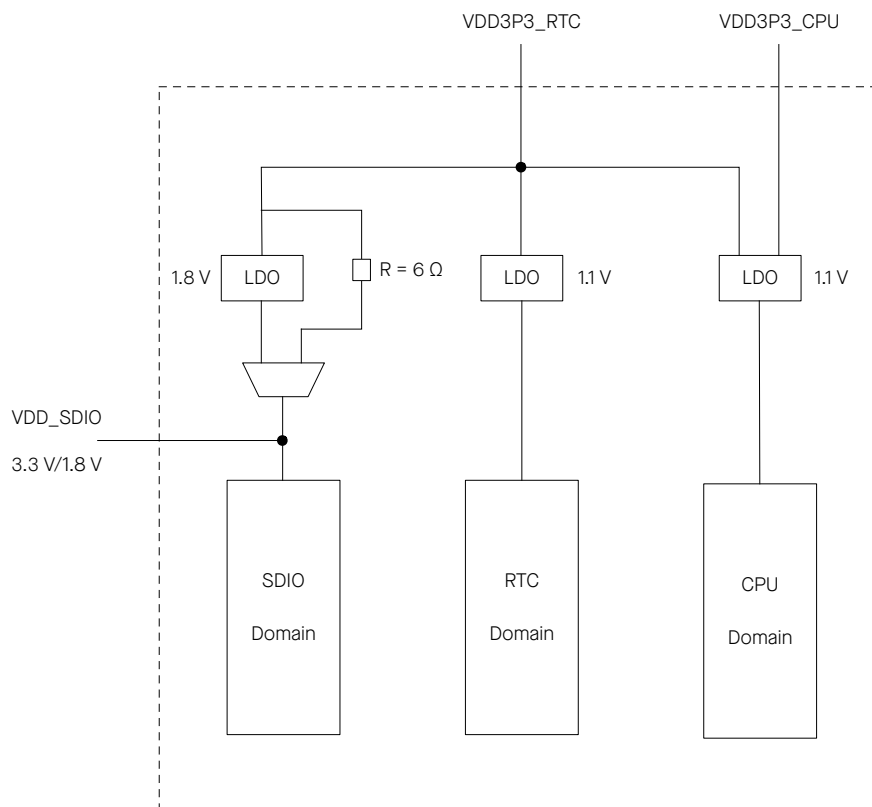 VDD3P3_RTC
VDD3P3_CPU
1.8 V
LDO
R = 6 Ω
LDO
1.1 V
LDO
1.1 V
VDD_SDIO
3.3 V/1.8 V
SDIO
Domain
RTC
Domain
CPU
Domain